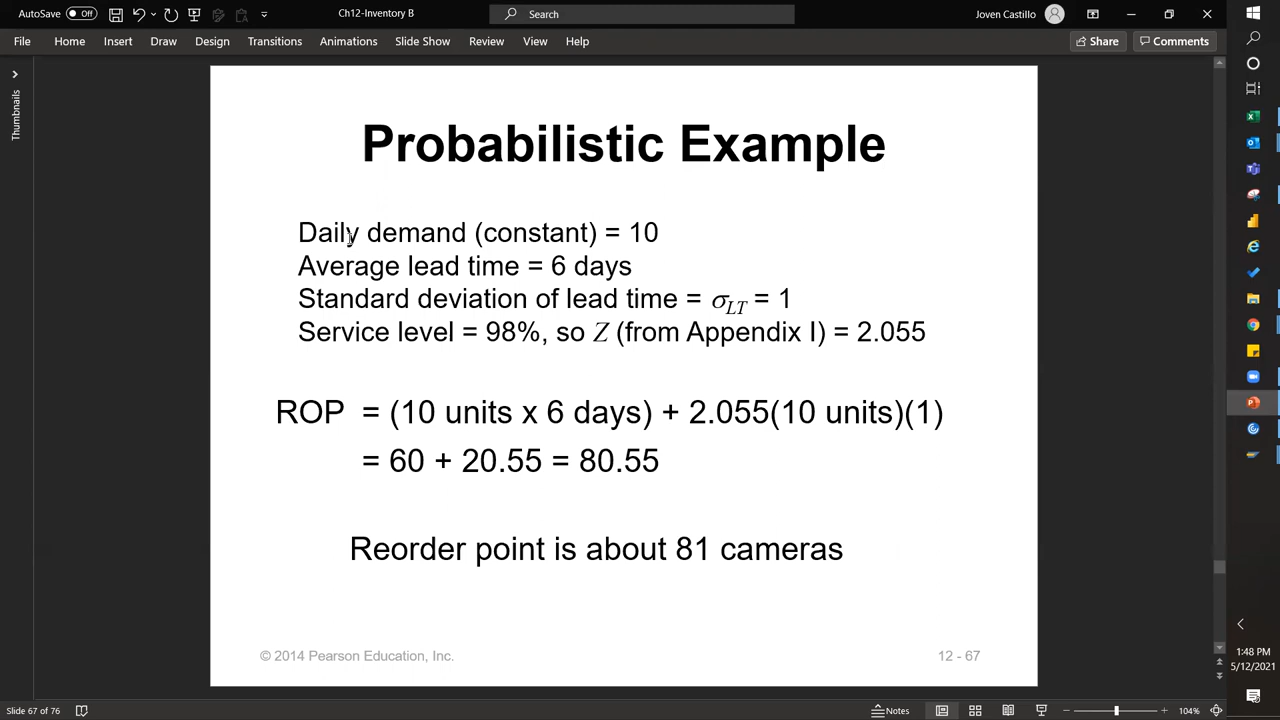 AutoSave Off Ch12-Inventory B Search Joven Castillo
File Home Insert Draw Design Transitions Animations Slide Show Review View Help Share Comments
Thumbnails
Probabilistic Example
Daily demand (constant) = 10
Average lead time = 6 days
Standard deviation of lead time = σLT = 1
Service level = 98%, so Z (from Appendix I) = 2.055
ROP = (10 units x 6 days) + 2.055(10 units)(1)
= 60 + 20.55 = 80.55
Reorder point is about 81 cameras
© 2014 Pearson Education, Inc. 12 - 67
1:48 PM
5/12/2021
Slide 67 of 76 Notes 104%